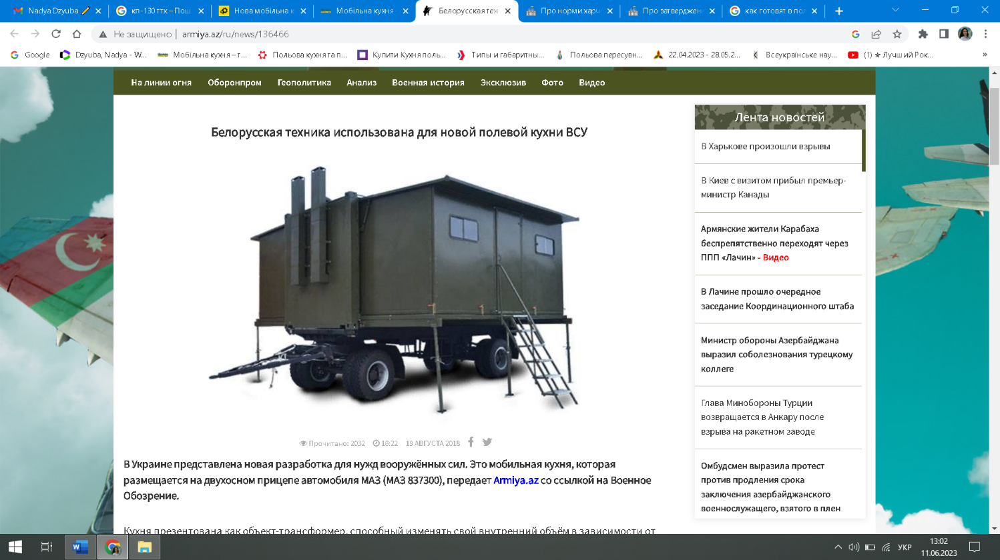 Nadya Dzyuba
кп-130 ттх – Пош
Нова мобільна к
Мобільна кухня -
Белорусская техн
Про норми харч
Про затверджен
как готовят в пол
Не защищено | armiya.az/ru/news/136466
Google
Dzyuba, Nadya - W...
Мобільна кухня – т...
Польова кухня та п...
Купити Кухня поль...
Типы и габаритны...
Польова пересувн...
22.04.2023 - 28.05.2...
Всеукраїнське нау...
(1) ★ Лучший Рок...
»
На линии огня
Оборонпром
Геополитика
Анализ
Военная история
Эксклюзив
Фото
Видео
Белорусская техника использована для новой полевой кухни ВСУ
Прочитано: 2032 16:22 19 АВГУСТА 2018
В Украине представлена новая разработка для нужд вооружённых сил. Это мобильная кухня, которая
размещается на двухосном прицепе автомобиля МАЗ (МАЗ 837300), передает Armiya.az со ссылкой на Военное
Обозрение.
Кухня презентована как объект-трансформер, способный изменять свой внутренний объём в зависимости от
Лента новостей
В Харькове произошли взрывы
В Киев с визитом прибыл премьер-
министр Канады
Армянские жители Карабаха
беспрепятственно переходят через
ППП «Лачин» - Видео
В Лачине прошло очередное
заседание Координационного штаба
Министр обороны Азербайджана
выразил соболезнования турецкому
коллеге
Глава Минобороны Турции
возвращается в Анкару после
взрыва на ракетном заводе
Омбудсмен выразила протест
против продления срока
заключения азербайджанского
военнослужащего, взятого в плен
УКР
13:02
11.06.2023